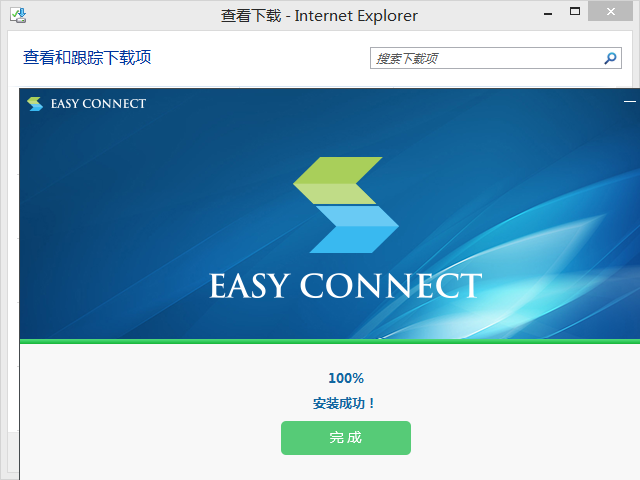 查看下载 - Internet Explorer
查看和跟踪下载项
搜索下载项
EASY CONNECT
EASY CONNECT
100%
安装成功！
完成